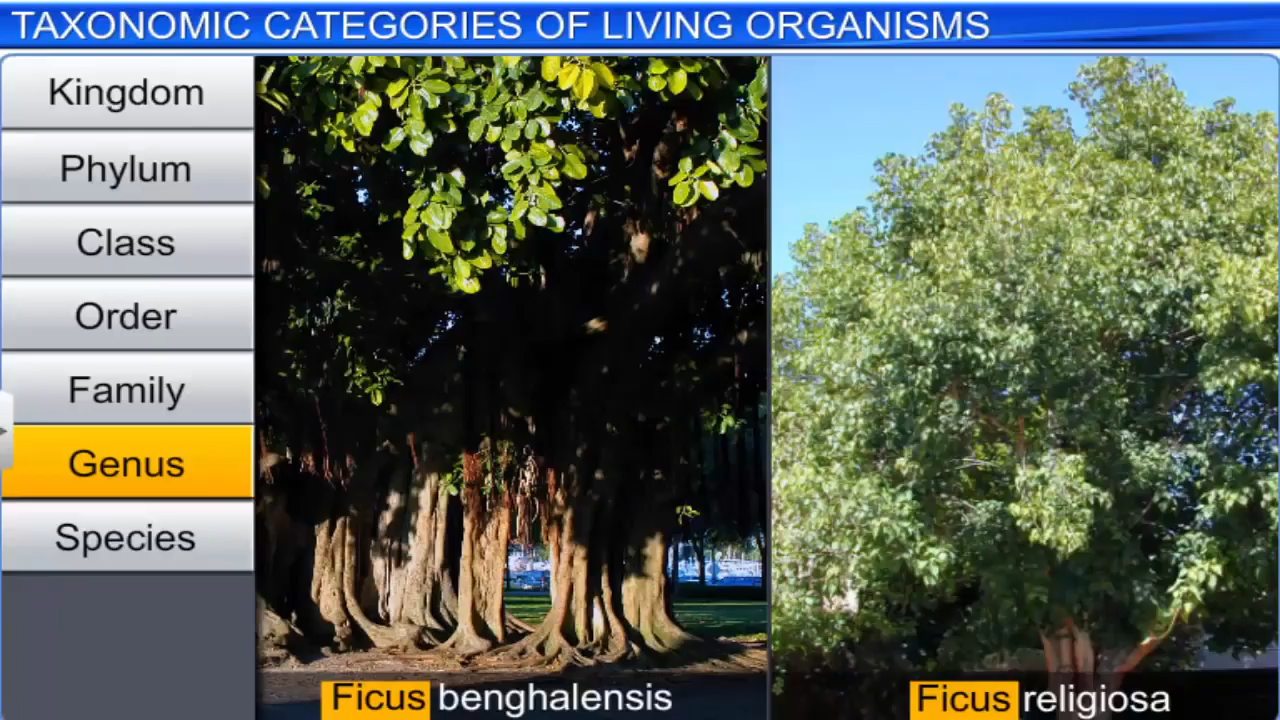 TAXONOMIC CATEGORIES OF LIVING ORGANISMS
Kingdom
Phylum
Class
Order
Family
Genus
Species
Ficus benghalensis
Ficus religiosa